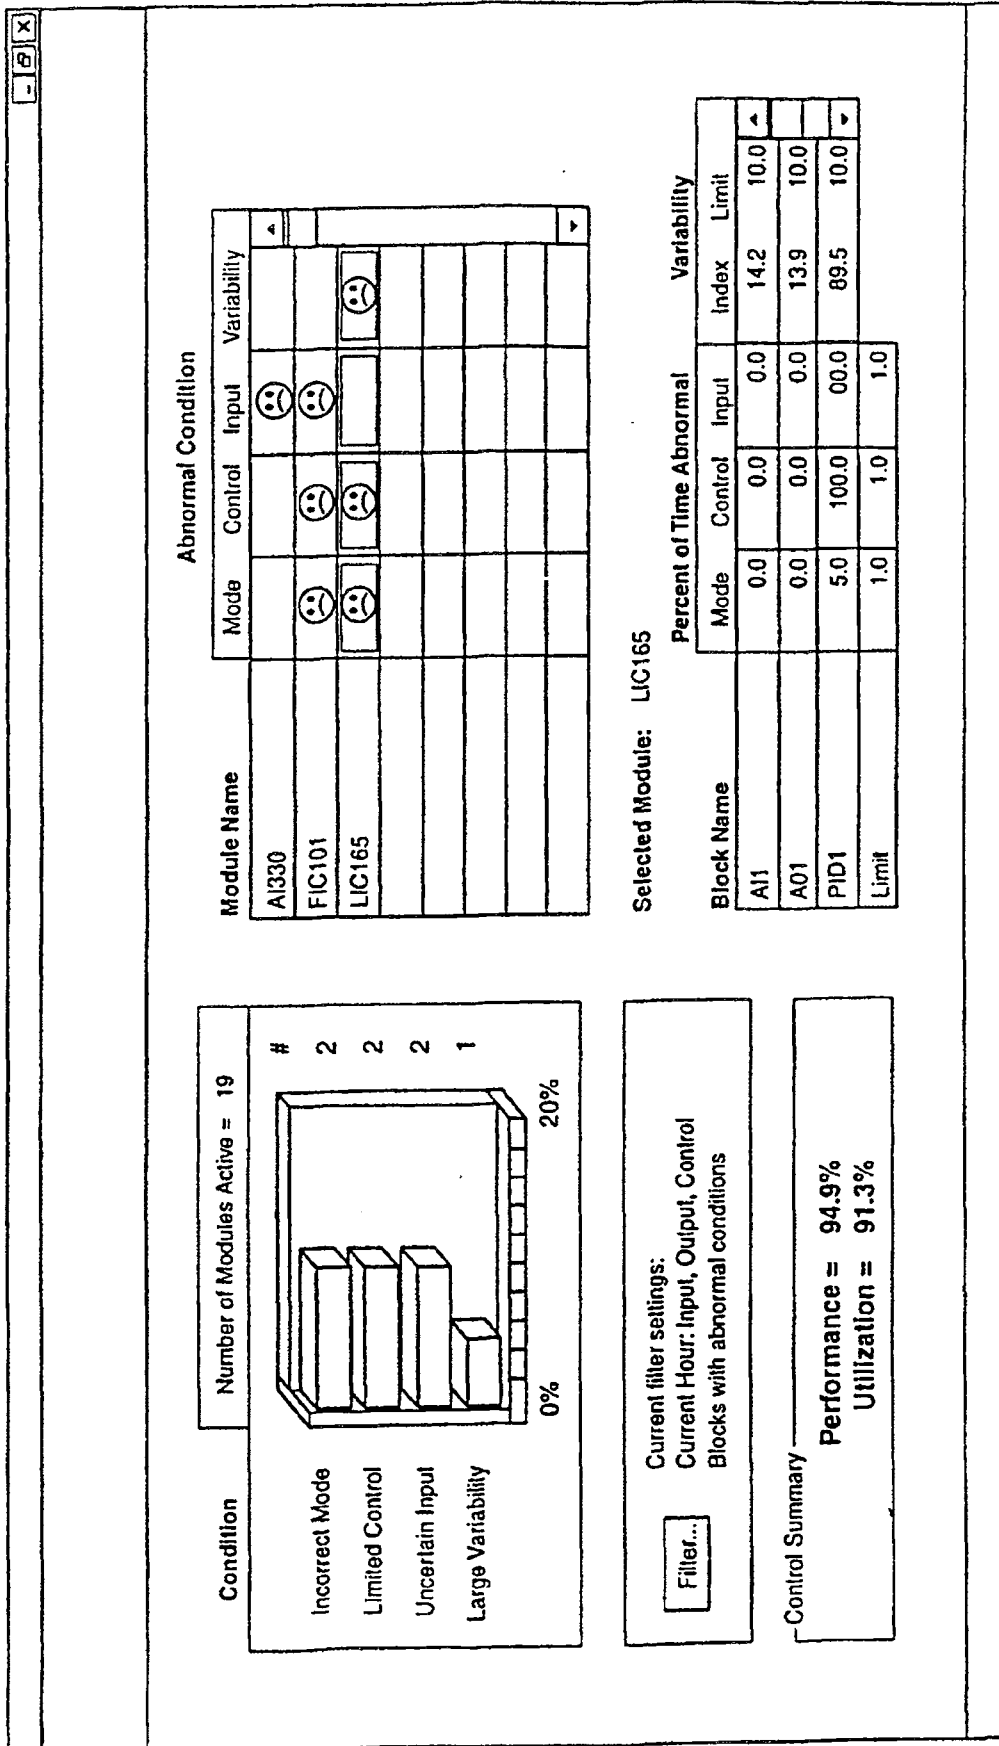 Condition
Number of Modules Active = 19
#
Incorrect Mode 2
Limited Control 2
Uncertain Input 2
Large Variability 1
0% 20%
Filter...
Current filter settings:
Current Hour: Input, Output, Control
Blocks with abnormal conditions
Control Summary
Performance = 94.9%
Utilization = 91.3%
Abnormal Condition
Module Name Mode Control Input Variability
AI330
FIC101
LIC165
Selected Module: LIC165
Percent of Time Abnormal Variability
Block Name Mode Control Input Index Limit
AI1 0.0 0.0 0.0 14.2 10.0
A01 0.0 0.0 0.0 13.9 10.0
PID1 5.0 100.0 00.0 89.5 10.0
Limit 1.0 1.0 1.0